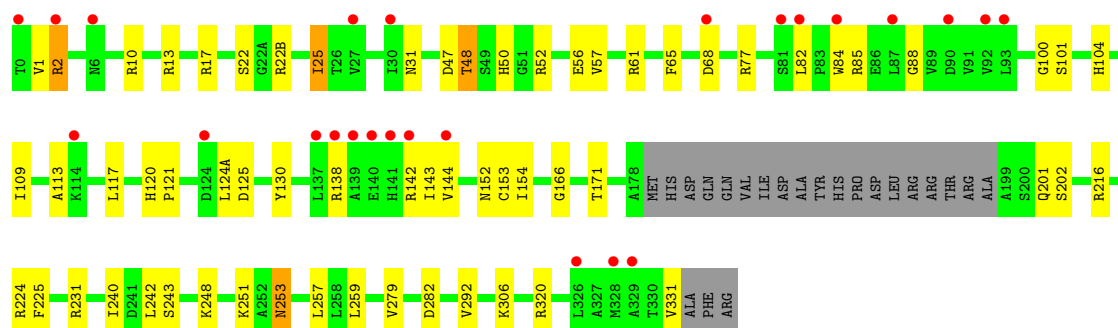 T0 V1 R2 N6 R10 R13 R17 S22 G22A R22B I25 T26 V27 I30 N31 D47 T48 S49 H50 G51 R52 E56 V57 R61 F65 D68 R77 S81 L82 P83 W84 R85 E86 L87 G88 V89 D90 V91 V92 L93 G100 S101 H104
I109 A113 K114 L117 H120 P121 D124 L124A D125 Y130 L137 R138 A139 E140 H141 R142 I143 V144 N152 C153 I154 G166 T171 A178 MET HIS ASP GLN GLN VAL ILE ASP ALA TYR HIS PRO ASP LEU ARG ARG THR ARG ALA A199 S200 Q201 S202 R216
R224 F225 R231 I240 D241 L242 S243 K248 K251 A252 N253 L257 L258 L259 V279 D282 V292 K306 R320 L326 A327 M328 A329 T330 V331 ALA PHE ARG